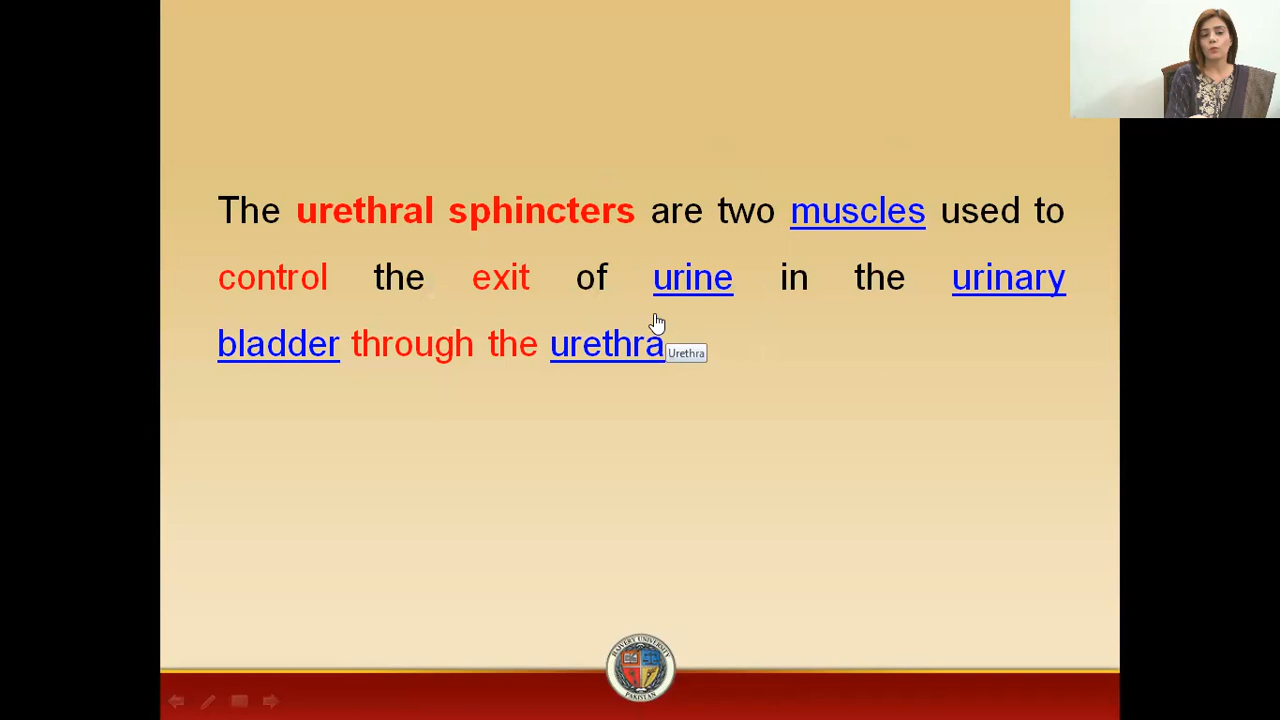 The urethral sphincters are two muscles used to
control the exit of urine in the urinary
bladder through the urethra
Urethra
PAKISTAN